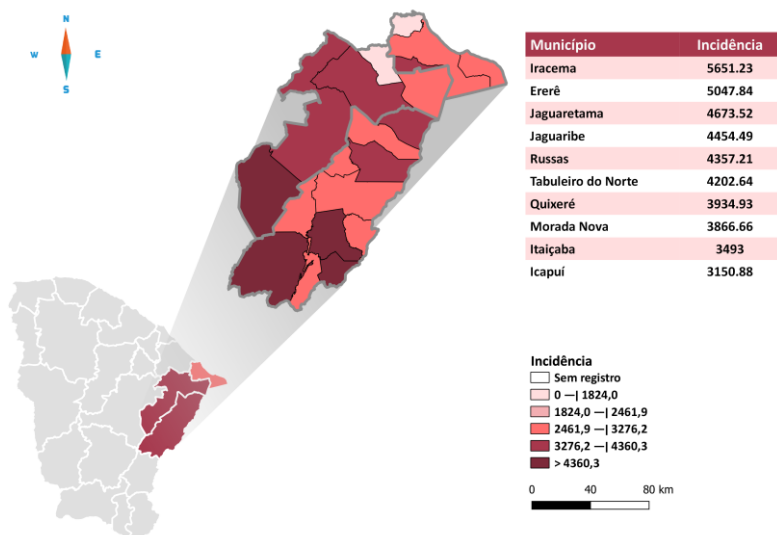 N
W E
S
Município Incidência
Iracema 5651.23
Ererê 5047.84
Jaguaretama 4673.52
Jaguaribe 4454.49
Russas 4357.21
Tabuleiro do Norte 4202.64
Quixeré 3934.93
Morada Nova 3866.66
Itaiçaba 3493
Icapuí 3150.88
Incidência
Sem registro
0 —| 1824,0
1824,0 —| 2461,9
2461,9 —| 3276,2
3276,2 —| 4360,3
> 4360,3
0 40 80 km